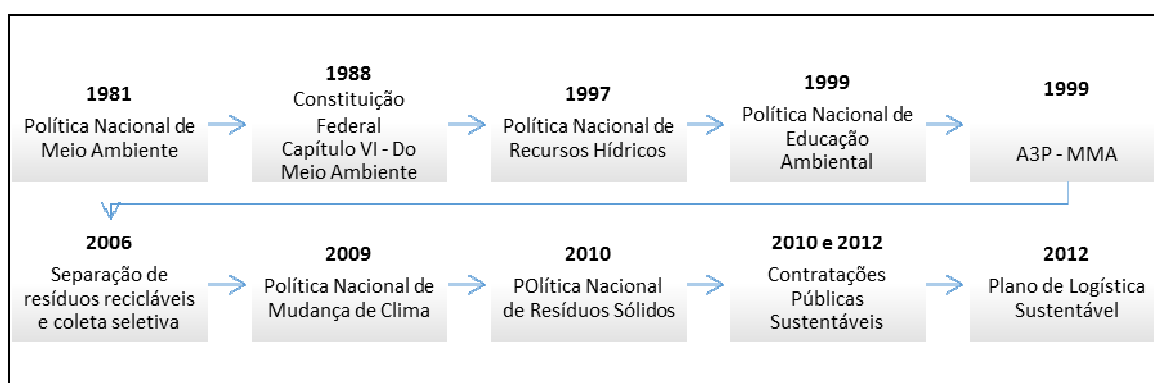 1981
Política Nacional de
Meio Ambiente
1988
Constituição
Federal
Capítulo VI - Do
Meio Ambiente
1997
Política Nacional de
Recursos Hídricos
1999
Política Nacional de
Educação
Ambiental
1999
A3P - MMA
2006
Separação de
resíduos recicláveis
e coleta seletiva
2009
Política Nacional de
Mudança de Clima
2010
POlítica Nacional
de Resíduos Sólidos
2010 e 2012
Contratações
Públicas
Sustentáveis
2012
Plano de Logística
Sustentável